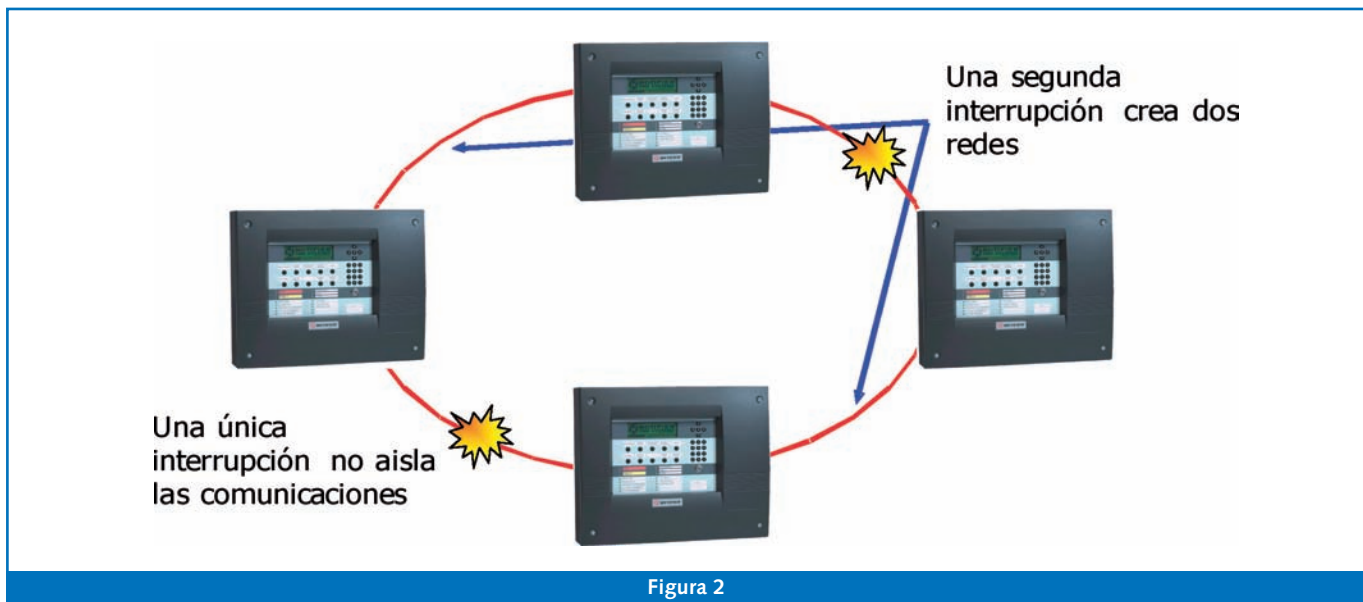 Una segunda
interrupción crea dos
redes
Una única
interrupción no aisla
las comunicaciones
Figura 2